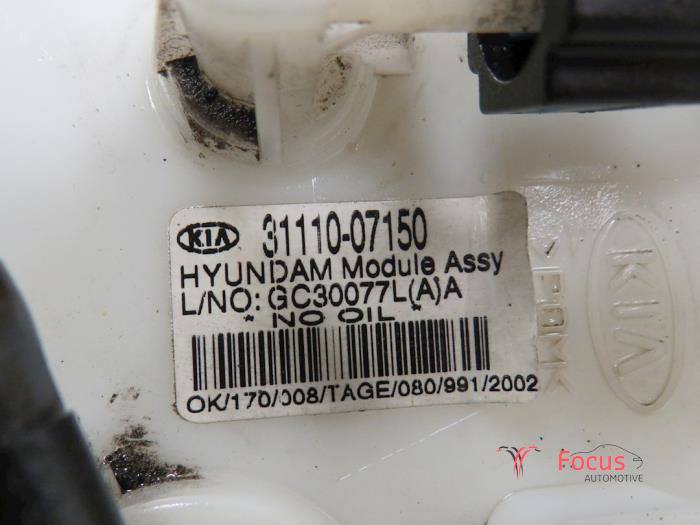 KIA 31110-07150
HYUNDAM Module Assy
L/NO: GC30077L(A)A
* NO OIL *
OK/170/008/TAGE/080/991/2002
KIA
>POM<
Focus
AUTOMOTIVE